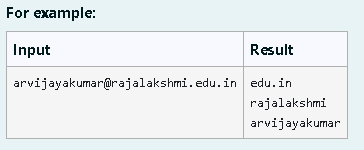 For example:
Input Result
arvijayakumar@rajalakshmi.edu.in edu.in
rajalakshmi
arvijayakumar